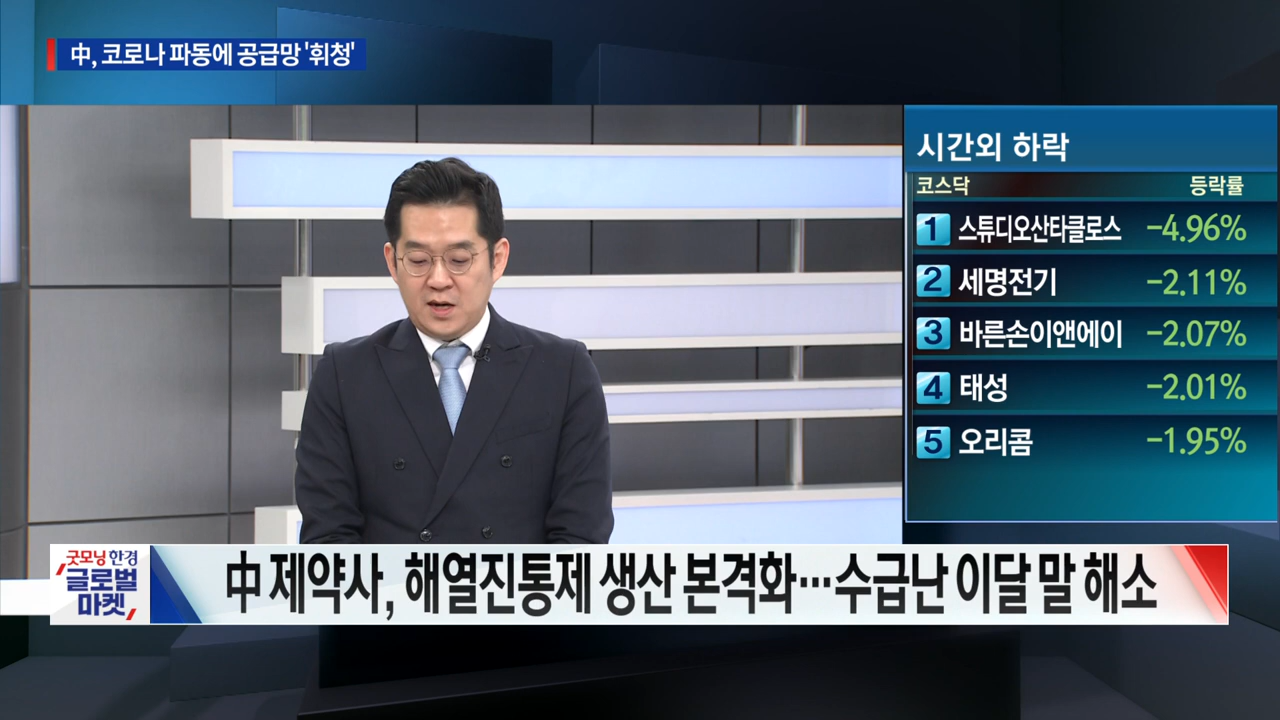 中, 코로나 파동에 공급망 '휘청'
시간외 하락
코스닥 등락률
1 스튜디오산타클로스 -4.96%
2 세명전기 -2.11%
3 바른손이앤에이 -2.07%
4 태성 -2.01%
5 오리콤 -1.95%
굿모닝 한경
글로벌
마켓
中 제약사, 해열진통제 생산 본격화…수급난 이달 말 해소